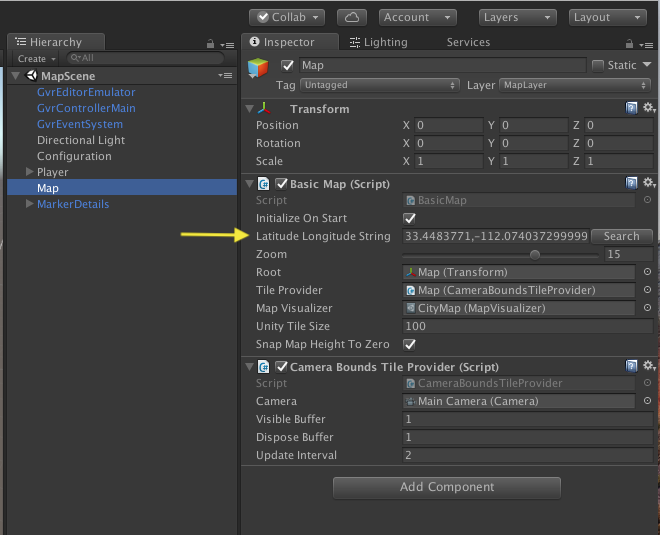 Collab
Account
Layers
Layout
Hierarchy
Create
All
MapScene
GvrEditorEmulator
GvrControllerMain
GvrEventSystem
Directional Light
Configuration
Player
Map
MarkerDetails
Inspector
Lighting
Services
Map
Static
Tag Untagged Layer MapLayer
Transform
Position X 0 Y 0 Z 0
Rotation X 0 Y 0 Z 0
Scale X 1 Y 1 Z 1
Basic Map (Script)
Script BasicMap
Initialize On Start
Latitude Longitude String 33.4483771,-112.074037299999 Search
Zoom 15
Root Map (Transform)
Tile Provider Map (CameraBoundsTileProvider)
Map Visualizer CityMap (MapVisualizer)
Unity Tile Size 100
Snap Map Height To Zero
Camera Bounds Tile Provider (Script)
Script CameraBoundsTileProvider
Camera Main Camera (Camera)
Visible Buffer 1
Dispose Buffer 1
Update Interval 2
Add Component